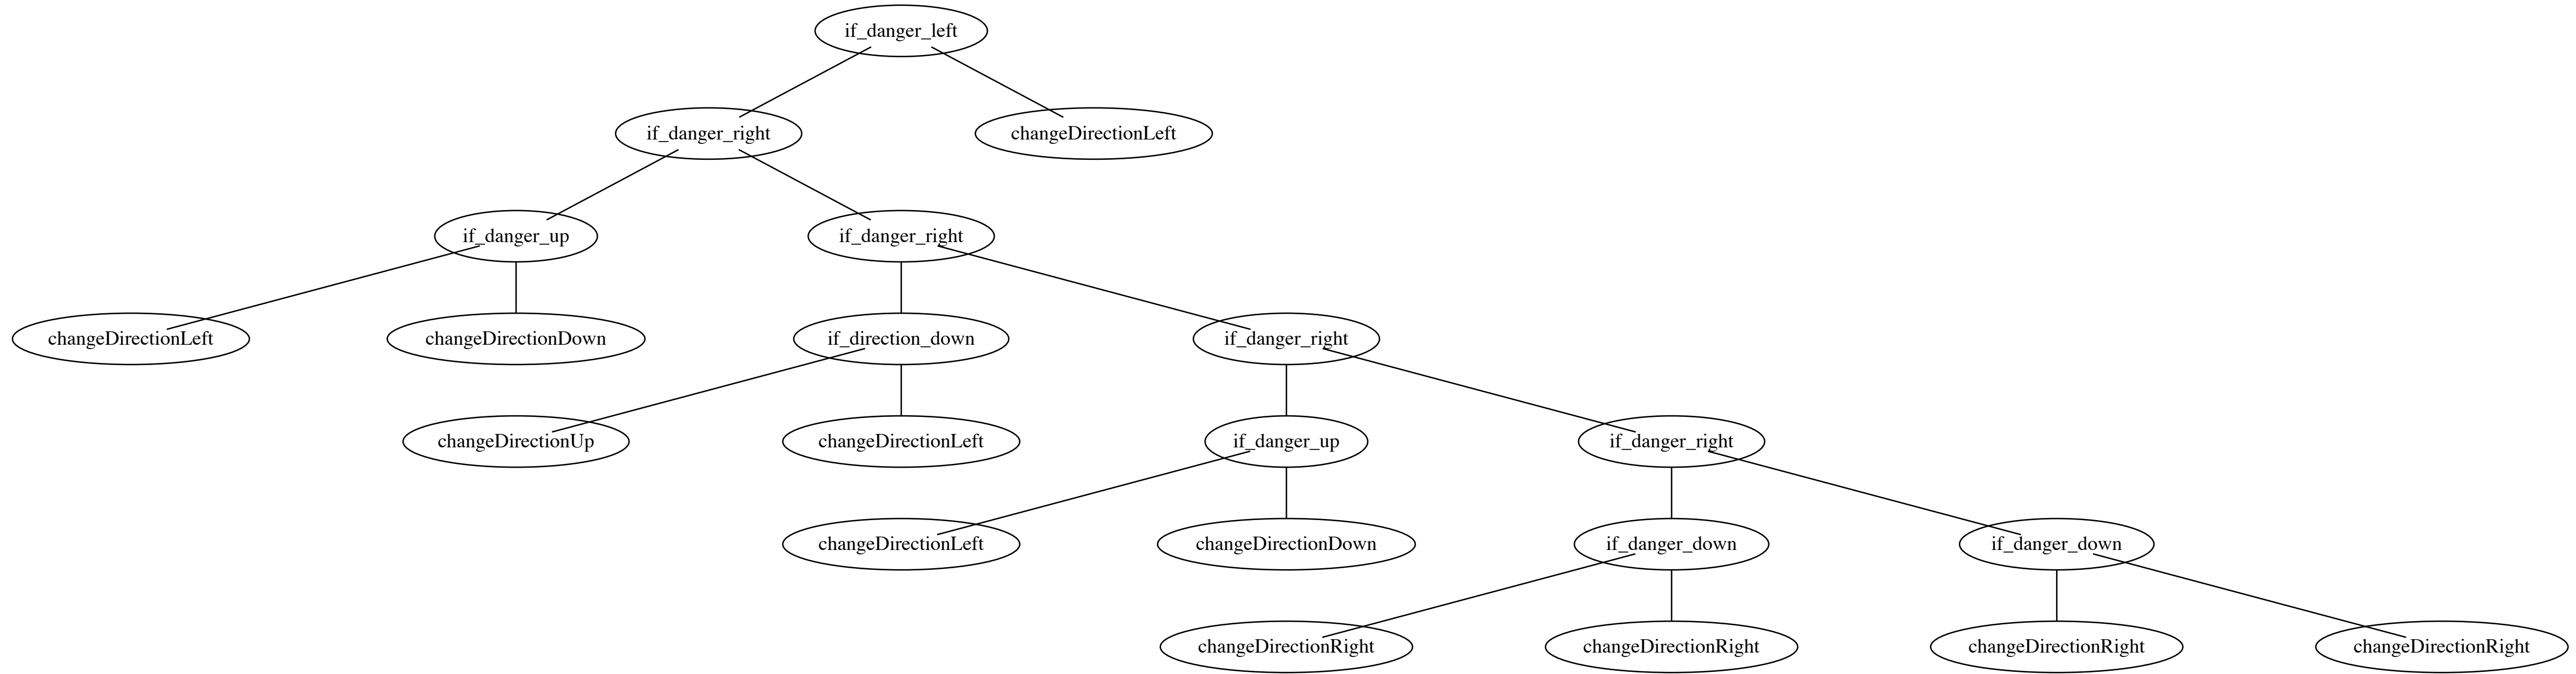 if_danger_left
if_danger_right
changeDirectionLeft
if_danger_up
if_danger_right
changeDirectionLeft
changeDirectionDown
if_direction_down
if_danger_right
changeDirectionUp
changeDirectionLeft
if_danger_up
if_danger_right
changeDirectionLeft
changeDirectionDown
if_danger_down
if_danger_down
changeDirectionRight
changeDirectionRight
changeDirectionRight
changeDirectionRight